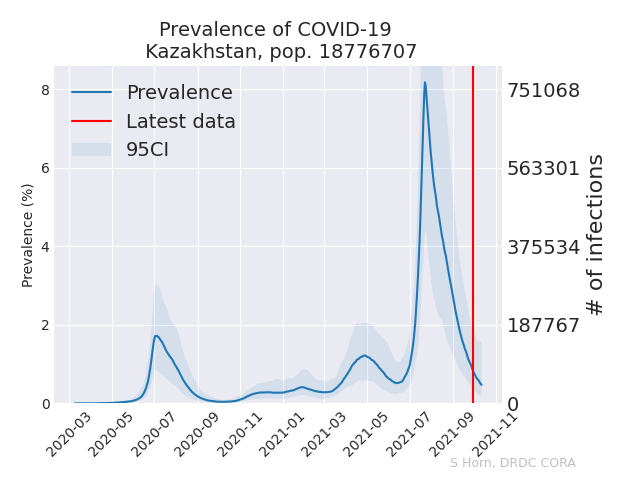 Prevalence of COVID-19
Kazakhstan, pop. 18776707
Prevalence
Latest data
95CI
Prevalence (%)
8
6
4
2
0
751068
563301
375534
187767
0
# of infections
2020-03
2020-05
2020-07
2020-09
2020-11
2021-01
2021-03
2021-05
2021-07
2021-09
2021-11
S Horn, DRDC CORA